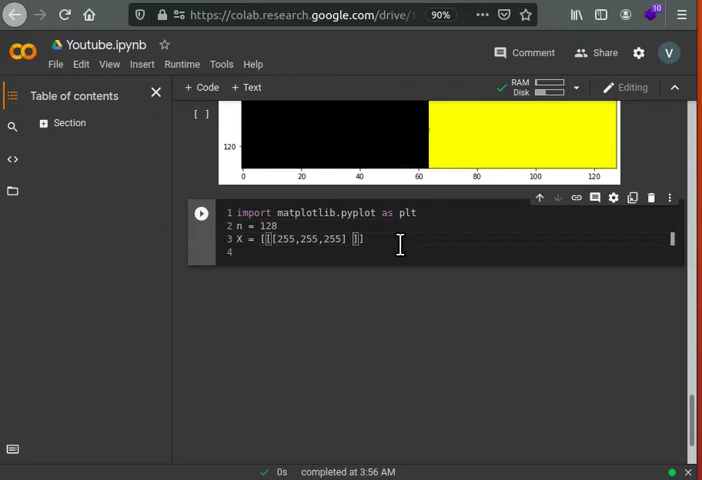 https://colab.research.google.com/drive/1
90%
10
Youtube.ipynb
Comment
Share
V
File Edit View Insert Runtime Tools Help
+ Code + Text
RAM
Disk
Editing
Table of contents
Section
[ ]
120
0 20 40 60 80 100 120
1 import matplotlib.pyplot as plt
2 n = 128
3 X = [[[255,255,255] ]]
4
0s completed at 3:56 AM